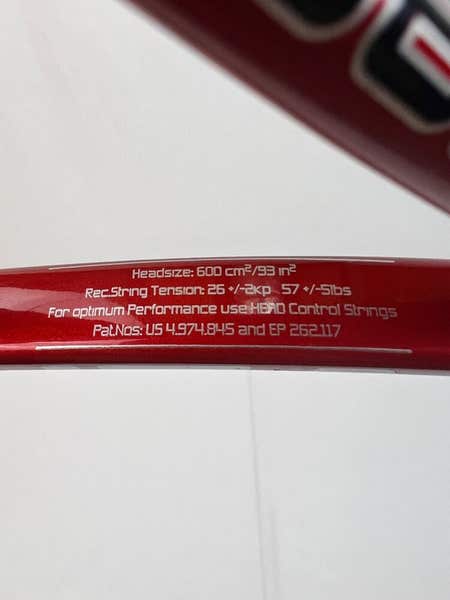 Headsize: 600 cm²/93 in²
Rec.String Tension: 26 +/-2kp 57 +/-5lbs
For optimum Performance use HEAD Control Strings
Pat.Nos: US 4.974.845 and EP 262.117